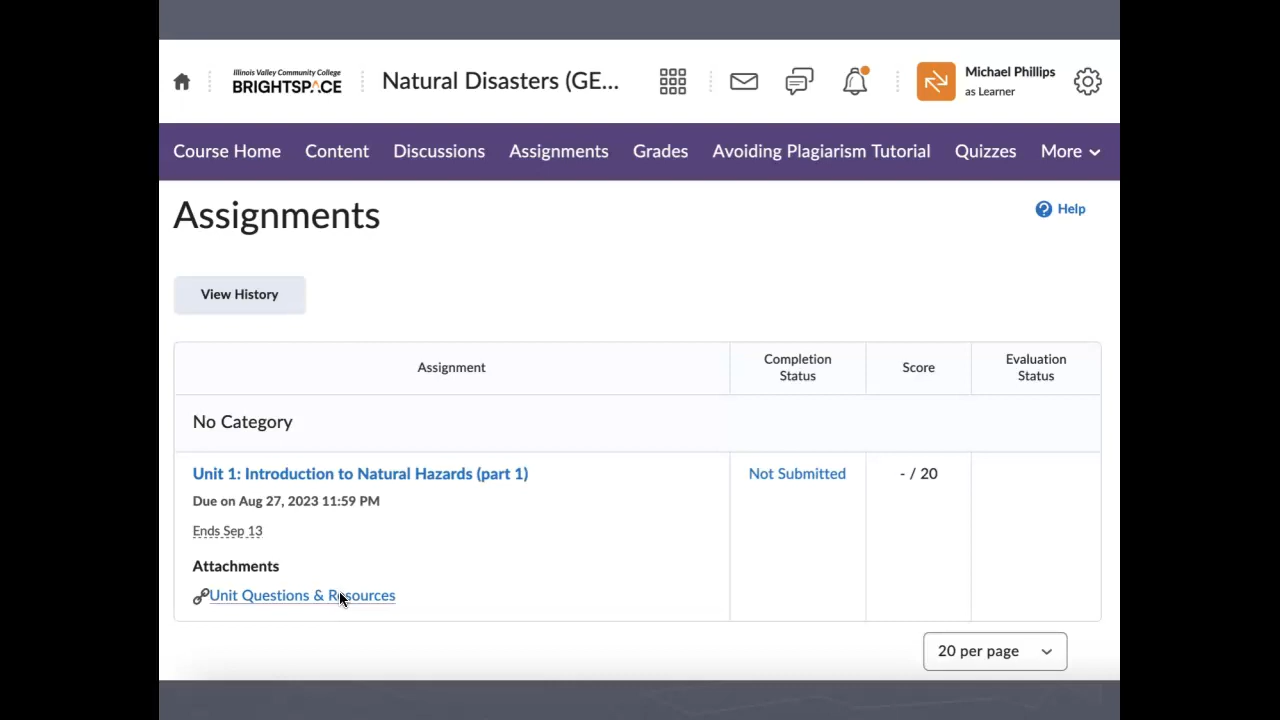 Illinois Valley Community College
BRIGHTSPACE
Natural Disasters (GE...
Michael Phillips
as Learner
Course Home Content Discussions Assignments Grades Avoiding Plagiarism Tutorial Quizzes More
Assignments
Help
View History
Assignment Completion Status Score Evaluation Status
No Category
Unit 1: Introduction to Natural Hazards (part 1) Not Submitted - / 20
Due on Aug 27, 2023 11:59 PM
Ends Sep 13
Attachments
Unit Questions & Resources
20 per page